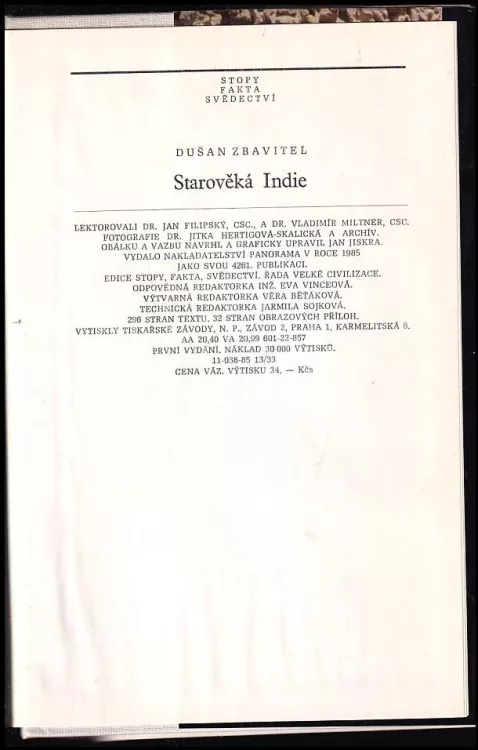 STOPY
FAKTA
SVĚDECTVÍ
DUŠAN ZBAVITEL
Starověká Indie
LEKTOROVALI DR. JAN FILIPSKÝ, CSC., A DR. VLADIMÍR MILTNER, CSC.
FOTOGRAFIE DR. JITKA HERTIGOVÁ-SKALICKÁ A ARCHÍV.
OBÁLKU A VAZBU NAVRHL A GRAFICKY UPRAVIL JAN JISKRA.
VYDALO NAKLADATELSTVÍ PANORAMA V ROCE 1985
JAKO SVOU 4261. PUBLIKACI.
EDICE STOPY, FAKTA, SVĚDECTVÍ. ŘADA VELKÉ CIVILIZACE.
ODPOVĚDNÁ REDAKTORKA INŽ. EVA VINCEOVÁ.
VÝTVARNÁ REDAKTORKA VĚRA BĚŤÁKOVÁ.
TECHNICKÁ REDAKTORKA JARMILA SOJKOVÁ.
296 STRAN TEXTU, 32 STRAN OBRAZOVÝCH PŘÍLOH.
VYTISKLY TISKAŘSKÉ ZÁVODY, N. P., ZÁVOD 2, PRAHA 1, KARMELITSKÁ 6.
AA 20,40 VA 20,99 601-22-857
PRVNÍ VYDÁNÍ. NÁKLAD 30 000 VÝTISKŮ.
11-038-85 13/33
CENA VÁZ. VÝTISKU 34, — Kčs